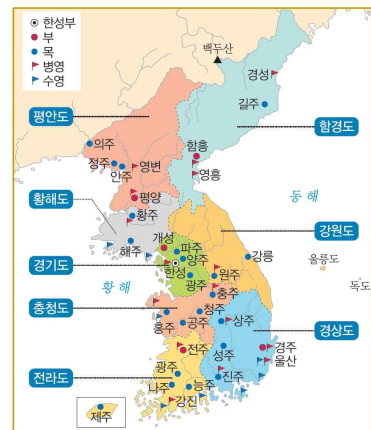 한성부
부
목
병영
수영
백두산
경성
길주
평안도
함경도
의주
함흥
정주
안주
영변
영흥
평양
동해
황해도
황주
강원도
개성
파주
해주
양주
강릉
울릉도
경기도
한성
독도
광주
원주
황해
충주
충청도
청주
홍주
공주
상주
경상도
전주
성주
경주
울산
광주
전라도
나주
능주
진주
강진
제주